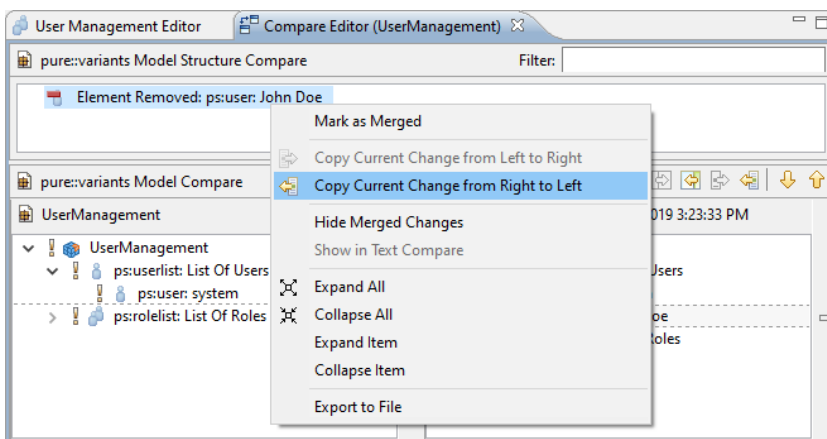 User Management Editor
Compare Editor (UserManagement)
pure::variants Model Structure Compare
Filter:
Element Removed: ps:user: John Doe
Mark as Merged
Copy Current Change from Left to Right
Copy Current Change from Right to Left
Hide Merged Changes
Show in Text Compare
Expand All
Collapse All
Expand Item
Collapse Item
Export to File
pure::variants Model Compare
UserManagement
019 3:23:33 PM
UserManagement
ps:userlist: List Of Users
Users
ps:user: system
oe
ps:rolelist: List Of Roles
Roles